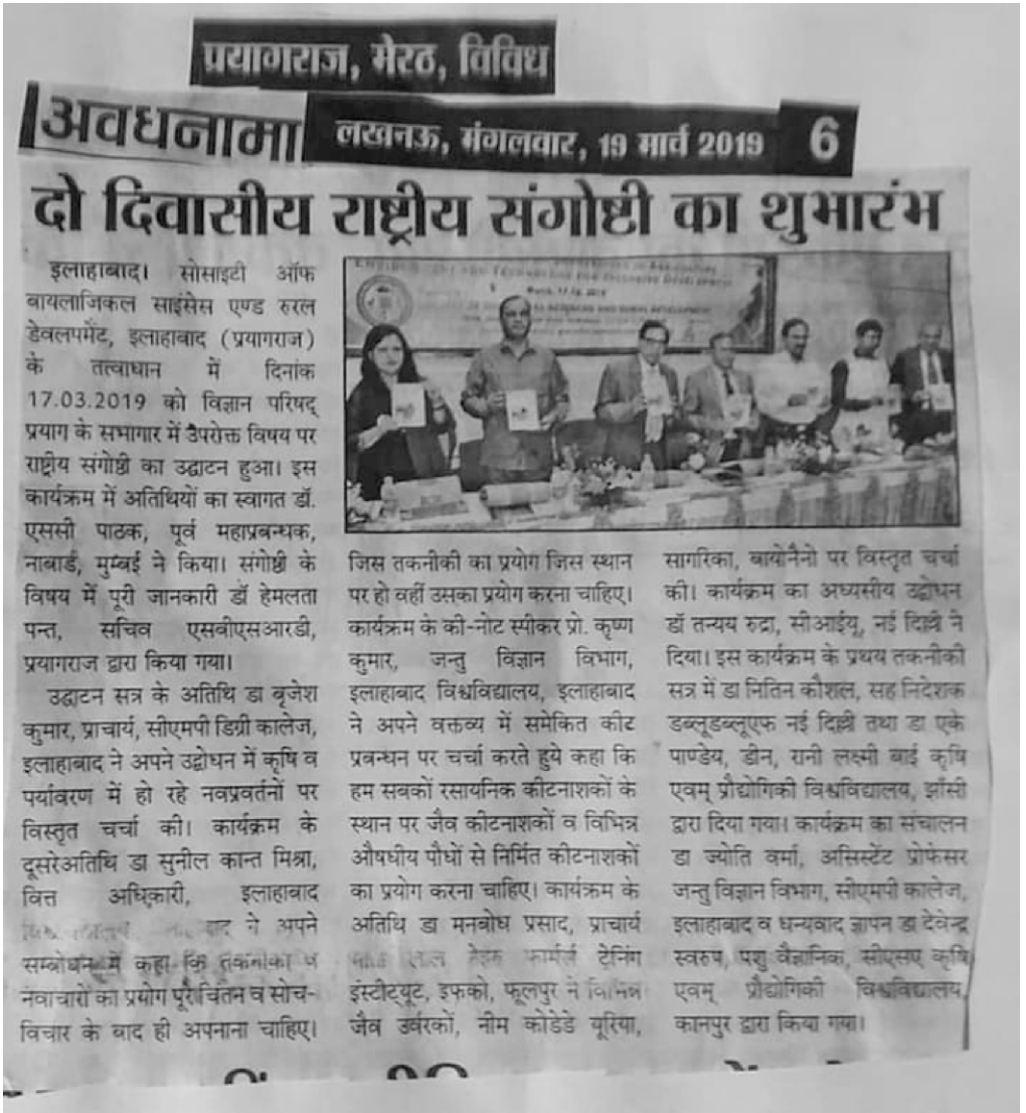 प्रयागराज, मेरठ, विविध
अवधनामा
लखनऊ, मंगलवार, 19 मार्च 2019 6
दो दिवासीय राष्ट्रीय संगोष्ठी का शुभारंभ
इलाहाबाद। सोसाइटी ऑफ
बायलाजिकल साइंसेस एण्ड रुरल
डेवलपमेंट, इलाहाबाद (प्रयागराज)
के तत्वाधान में दिनांक
17.03.2019 को विज्ञान परिषद्
प्रयाग के सभागार में उपरोक्त विषय पर
राष्ट्रीय संगोष्ठी का उद्घाटन हुआ। इस
कार्यक्रम में अतिथियों का स्वागत डॉ.
एससी पाठक, पूर्व महाप्रबन्धक,
नाबार्ड, मुम्बई ने किया। संगोष्ठी के
विषय में पूरी जानकारी डॉ हेमलता
पन्त, सचिव एसबीएसआरडी,
प्रयागराज द्वारा किया गया।
उद्घाटन सत्र के अतिथि डा बृजेश
कुमार, प्राचार्य, सीएमपी डिग्री कालेज,
इलाहाबाद ने अपने उद्बोधन में कृषि व
पर्यावरण में हो रहे नवप्रवर्तनों पर
विस्तृत चर्चा की। कार्यक्रम के
दूसरेअतिथि डा सुनील कान्त मिश्रा,
वित्त अधिकारी, इलाहाबाद
ने अपने
सम्बोधन में कहा कि तकनीकी व
नवाचारों का प्रयोग पूरी चिंतन व सोच-
विचार के बाद ही अपनाना चाहिए।
जिस तकनीकी का प्रयोग जिस स्थान
पर हो वहीं उसका प्रयोग करना चाहिए।
कार्यक्रम के की-नोट स्पीकर प्रो. कृष्ण
कुमार, जन्तु विज्ञान विभाग,
इलाहाबाद विश्वविद्यालय, इलाहाबाद
ने अपने वक्तव्य में समेकित कीट
प्रबन्धन पर चर्चा करते हुये कहा कि
हम सबकों रसायनिक कीटनाशकों के
स्थान पर जैव कीटनाशकों व विभिन्न
औषधीय पौधों से निर्मित कीटनाशकों
का प्रयोग करना चाहिए। कार्यक्रम के
अतिथि डा मनबोध प्रसाद, प्राचार्य
फार्मर्स ट्रेनिंग
इंस्टीट्यूट, इफको, फूलपुर ने विभिन्न
जैव उर्वरकों, नीम कोडेडे यूरिया,
सागरिका, बायोनैनो पर विस्तृत चर्चा
की। कार्यक्रम का अध्यसीय उद्बोधन
डॉ तन्यय रुद्रा, सीआईयू, नई दिल्ली ने
दिया। इस कार्यक्रम के प्रथय तकनीकी
सत्र में डा नितिन कौशल, सह निदेशक
डब्लूडब्लूएफ नई दिल्ली तथा डा एके
पाण्डेय, डीन, रानी लक्ष्मी बाई कृषि
एवम् प्रौद्योगिकी विश्वविद्यालय, झाँसी
द्वारा दिया गया। कार्यक्रम का संचालन
डा ज्योति वर्मा, असिस्टेंट प्रोफेसर
जन्तु विज्ञान विभाग, सीएमपी कालेज,
इलाहाबाद व धन्यवाद ज्ञापन डा देवेन्द्र
स्वरुप, पशु वैज्ञानिक, सीएसए कृषि
एवम् प्रौद्योगिकी विश्वविद्यालय,
कानपुर द्वारा किया गया।